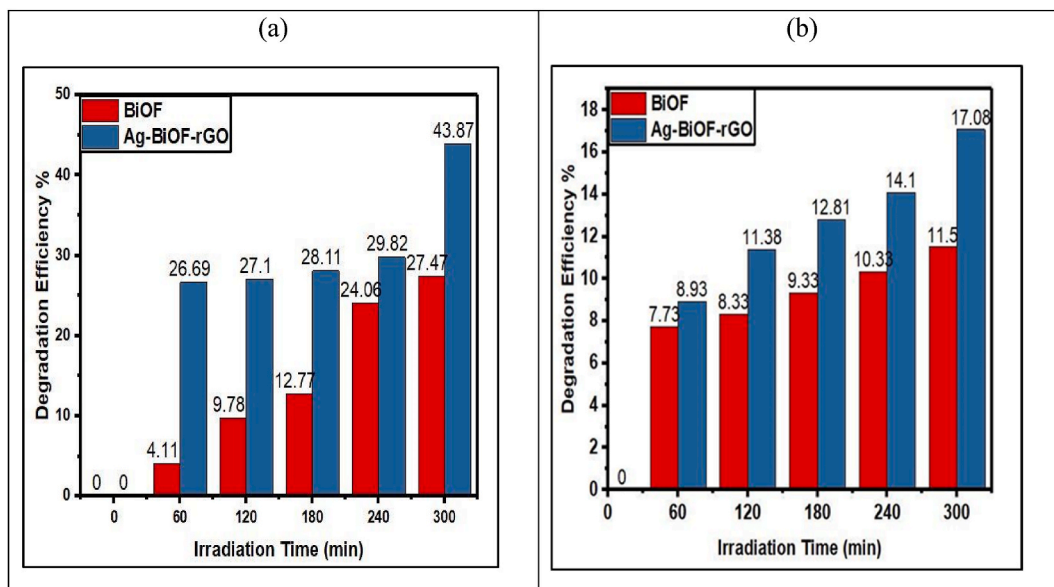 (a)
50
40
30
20
10
0
BiOF
Ag-BiOF-rGO
Degradation Efficiency %
0 0
4.11 26.69
9.78 27.1
12.77 28.11
24.06 29.82
27.47 43.87
0 60 120 180 240 300
Irradiation Time (min)
(b)
18
16
14
12
10
8
6
4
2
0
BiOF
Ag-BiOF-rGO
Degradation Efficiency %
0
7.73 8.93
8.33 11.38
9.33 12.81
10.33 14.1
11.5 17.08
0 60 120 180 240 300
Irradiation Time (min)